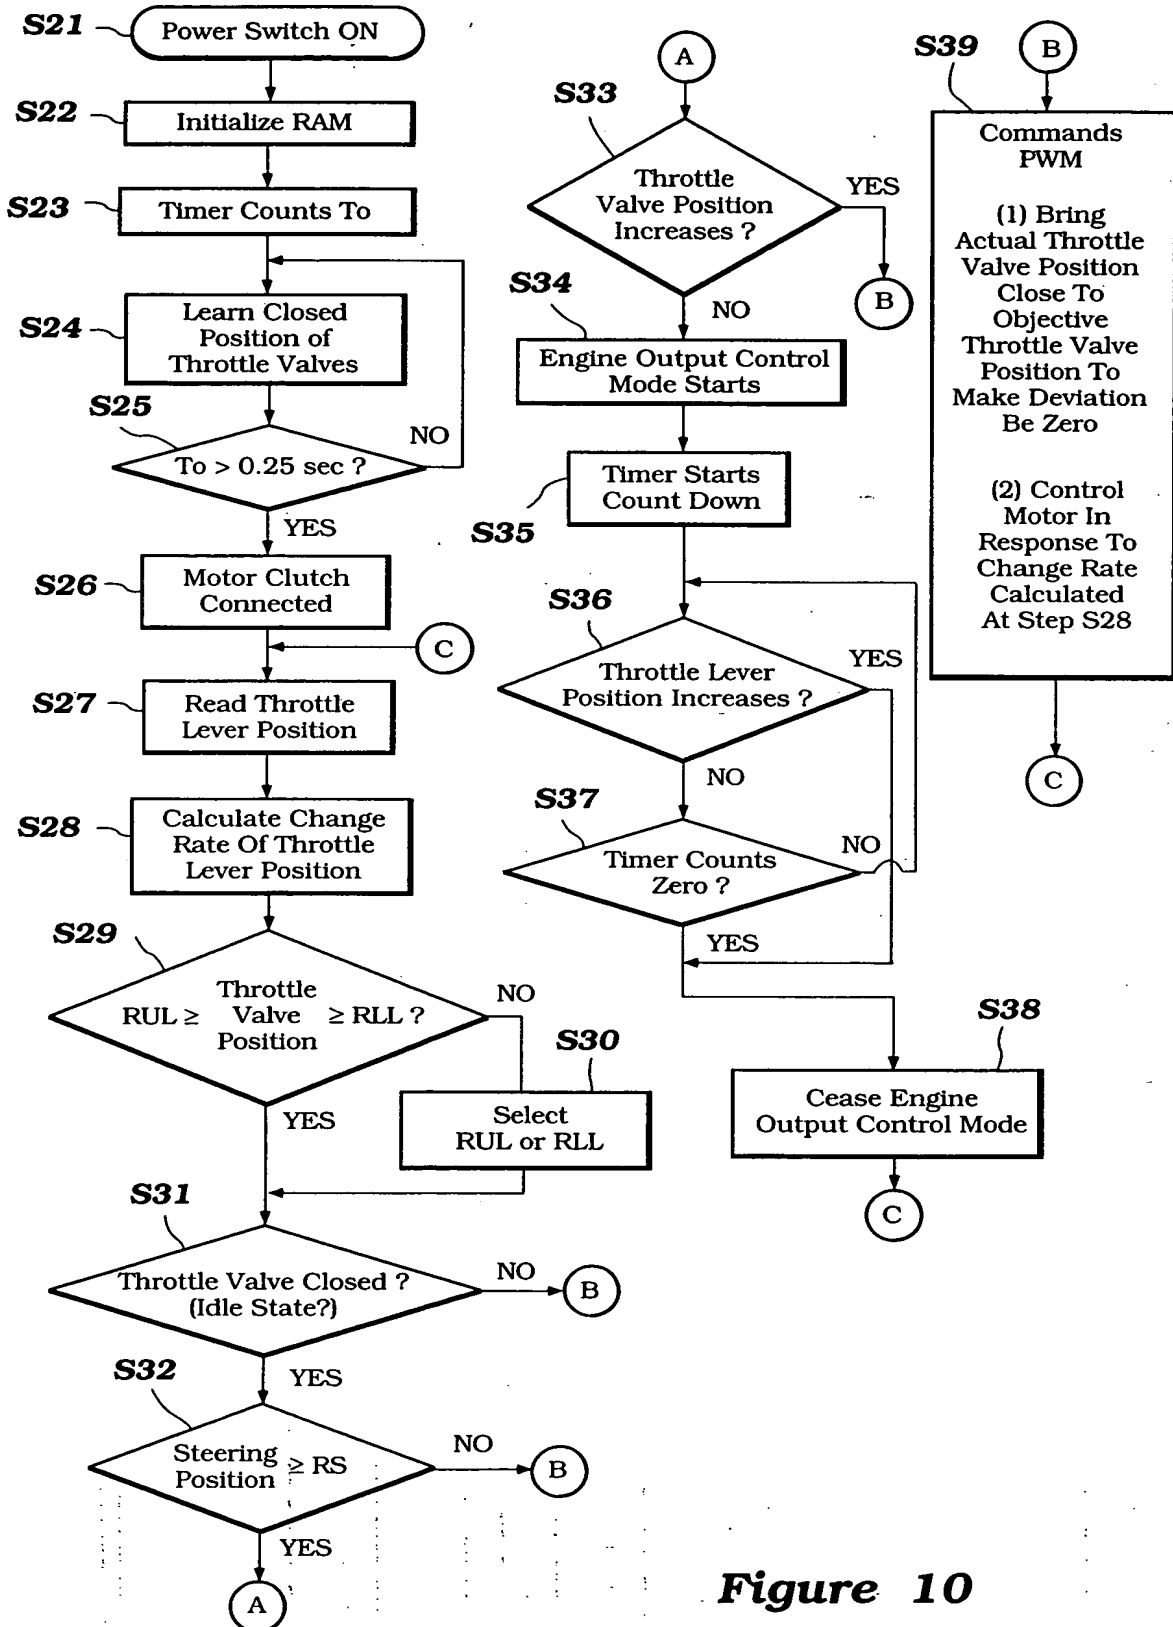 S21
Power Switch ON
S22
Initialize RAM
S23
Timer Counts To
S24
Learn Closed
Position of
Throttle Valves
S25
To > 0.25 sec ?
NO
YES
S26
Motor Clutch
Connected
C
S27
Read Throttle
Lever Position
S28
Calculate Change
Rate Of Throttle
Lever Position
S29
RUL ≥ Throttle Valve Position ≥ RLL ?
NO
YES
S30
Select
RUL or RLL
S31
Throttle Valve Closed ?
(Idle State?)
NO
B
YES
S32
Steering
Position ≥ RS
NO
B
YES
A
A
S33
Throttle
Valve Position
Increases ?
YES
B
NO
S34
Engine Output Control
Mode Starts
S35
Timer Starts
Count Down
S36
Throttle Lever
Position Increases ?
YES
NO
S37
Timer Counts
Zero ?
NO
YES
S38
Cease Engine
Output Control Mode
C
B
S39
Commands
PWM
(1) Bring
Actual Throttle
Valve Position
Close To
Objective
Throttle Valve
Position To
Make Deviation
Be Zero
(2) Control
Motor In
Response To
Change Rate
Calculated
At Step S28
C
Figure 10